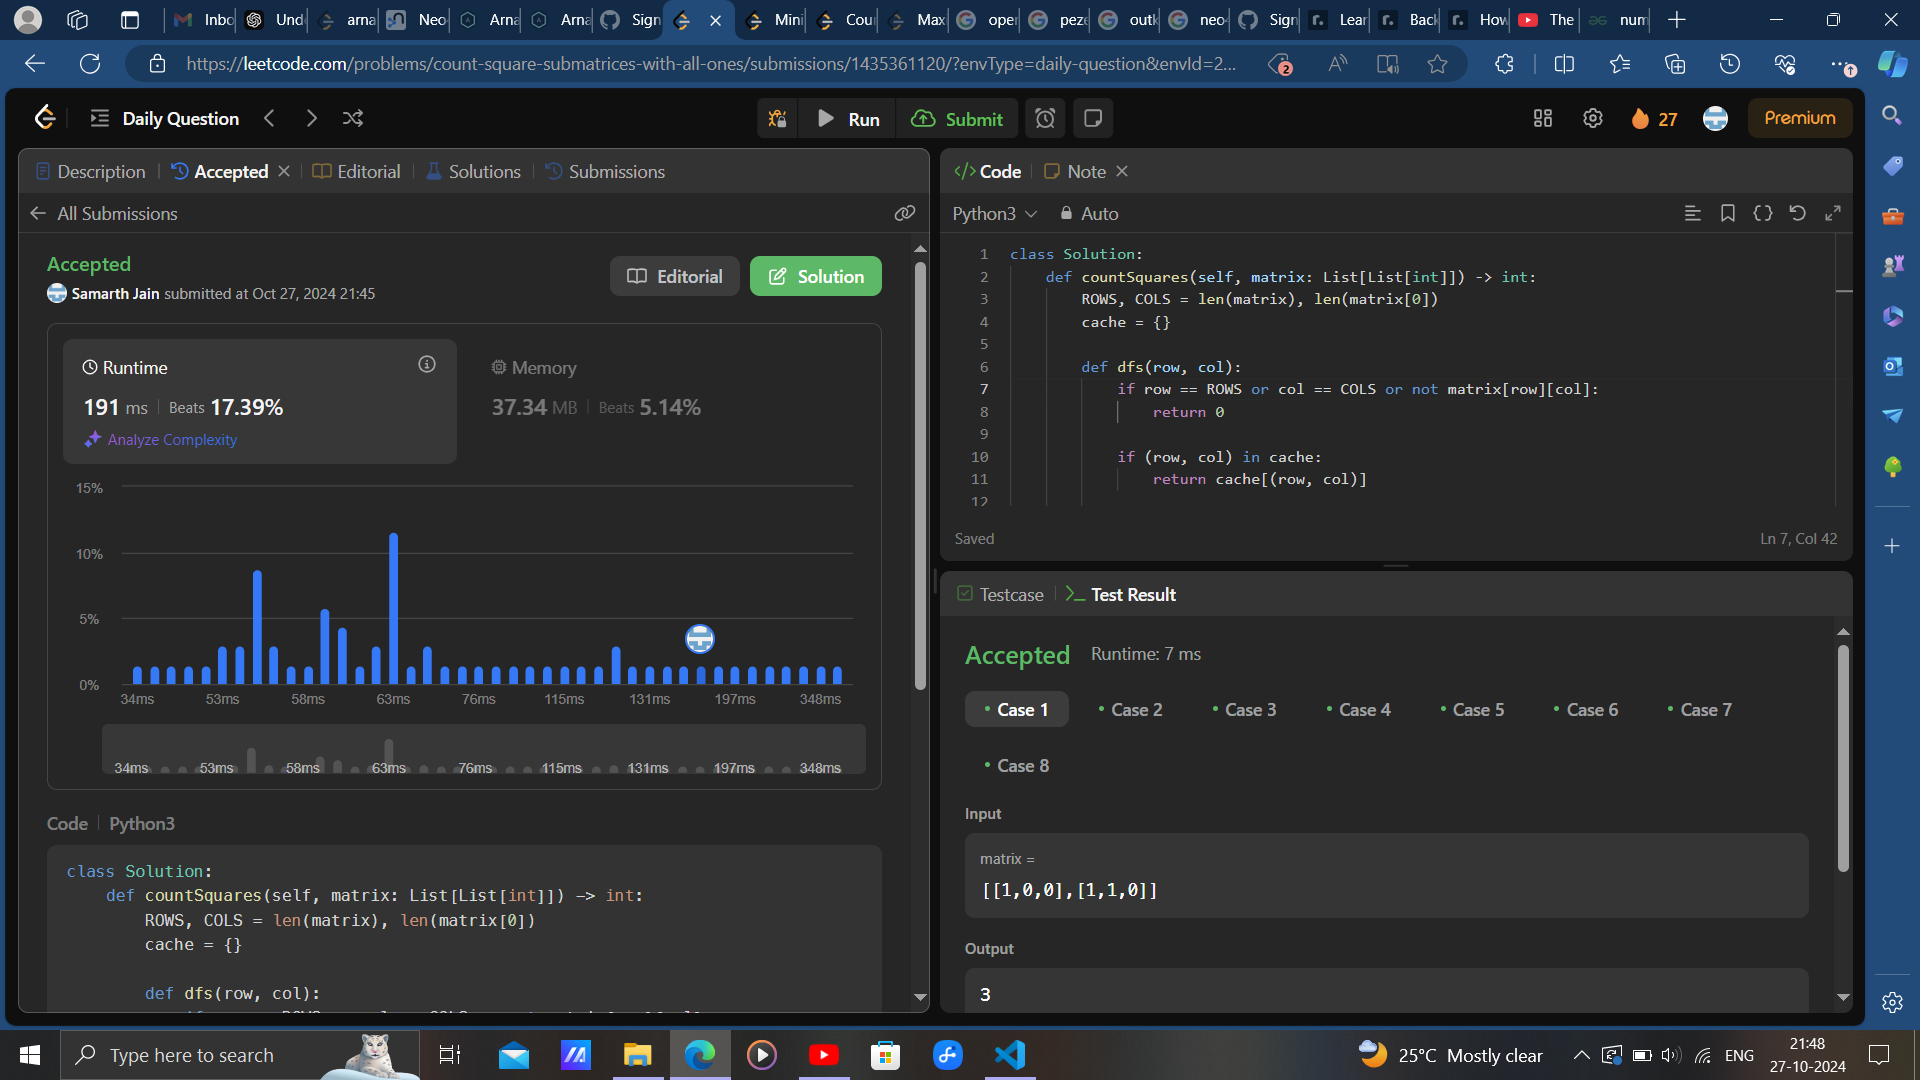 Inbo
Und
arna
Neo
Arna
Arna
Sign
Mini
Cou
Max
oper
peze
outl
neo4
Sign
Lear
Back
How
The
num
https://leetcode.com/problems/count-square-submatrices-with-all-ones/submissions/1435361120/?envType=daily-question&envId=2...
2
Daily Question
Run
Submit
27
Premium
Description
Accepted
Editorial
Solutions
Submissions
All Submissions
Accepted
Samarth Jain submitted at Oct 27, 2024 21:45
Editorial
Solution
Runtime
191 ms
Beats 17.39%
Analyze Complexity
Memory
37.34 MB
Beats 5.14%
15%
10%
5%
0%
34ms 53ms 58ms 63ms 76ms 115ms 131ms 197ms 348ms
34ms 53ms 58ms 63ms 76ms 115ms 131ms 197ms 348ms
Code
Python3
class Solution:
def countSquares(self, matrix: List[List[int]]) -> int:
ROWS, COLS = len(matrix), len(matrix[0])
cache = {}
def dfs(row, col):
Code
Note
Python3
Auto
1 class Solution:
2 def countSquares(self, matrix: List[List[int]]) -> int:
3 ROWS, COLS = len(matrix), len(matrix[0])
4 cache = {}
5
6 def dfs(row, col):
7 if row == ROWS or col == COLS or not matrix[row][col]:
8 return 0
9
10 if (row, col) in cache:
11 return cache[(row, col)]
12
Saved
Ln 7, Col 42
Testcase
Test Result
Accepted
Runtime: 7 ms
Case 1
Case 2
Case 3
Case 4
Case 5
Case 6
Case 7
Case 8
Input
matrix =
[[1,0,0],[1,1,0]]
Output
3
Type here to search
25°C Mostly clear
ENG
21:48
27-10-2024